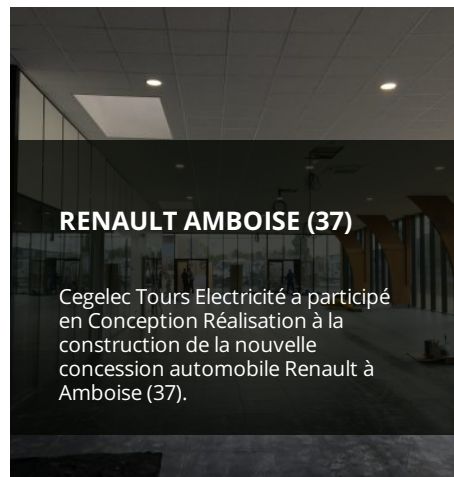 RENAULT AMBOISE (37)
Cegelec Tours Electricité a participé
en Conception Réalisation à la
construction de la nouvelle
concession automobile Renault à
Amboise (37).